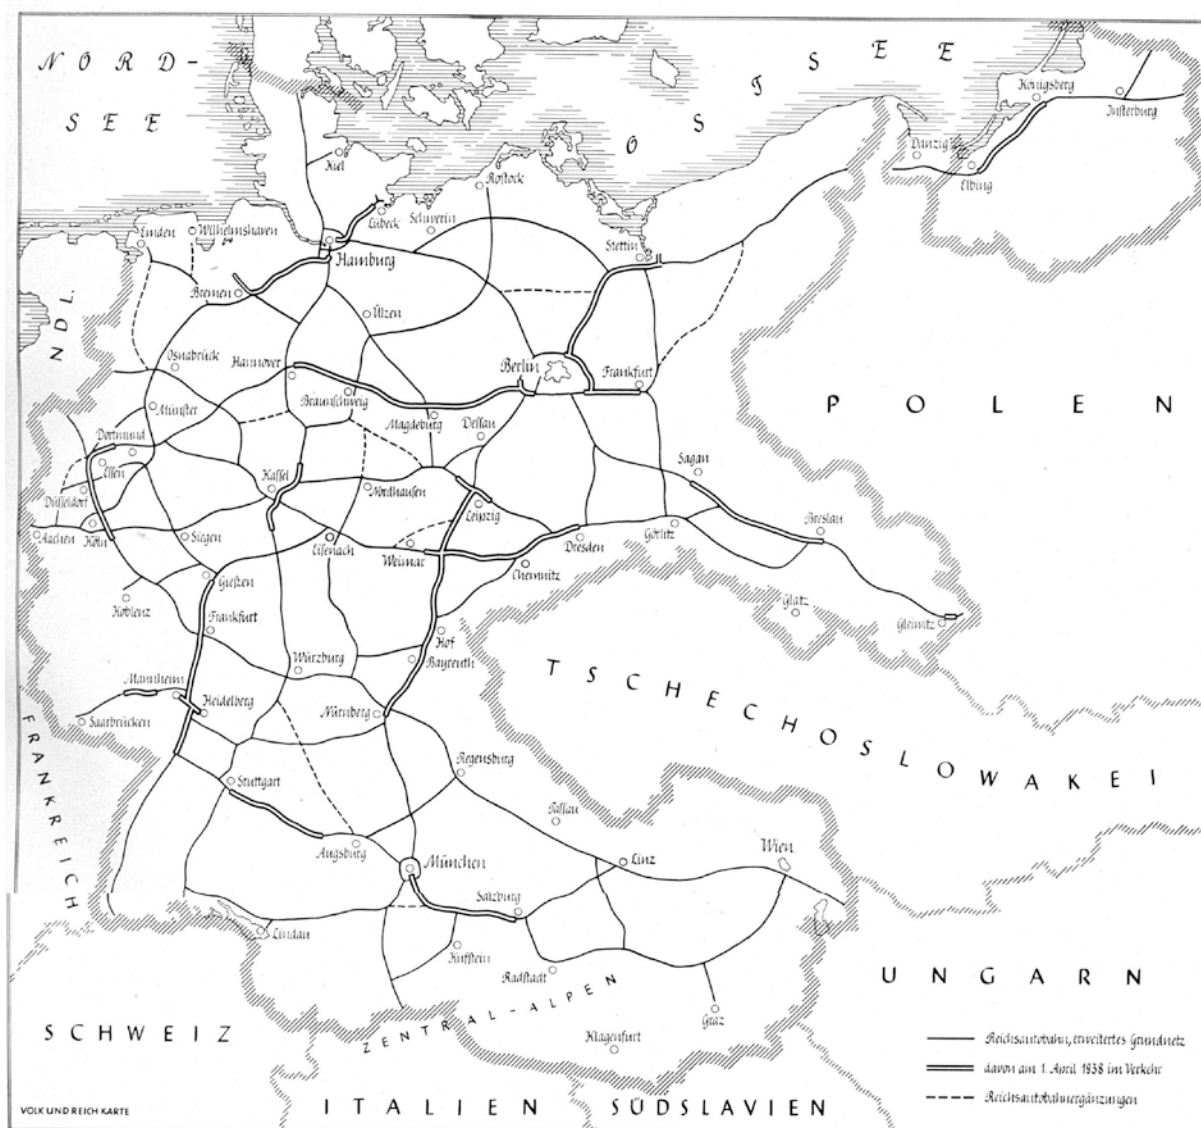 NORD-
SEE
OSTSEE
Königsberg
Insterburg
Danzig
Elbing
Kiel
Rostock
Lübeck
Schwerin
Emden
Wilhelmshaven
Hamburg
Stettin
Bremen
Ülzen
NDL.
Osnabrück
Hannover
Berlin
Frankfurt
Braunschweig
Münster
Magdeburg
Dessau
POLEN
Dortmund
Essen
Kassel
Sagan
Düsseldorf
Nordhausen
Leipzig
Breslau
Aachen
Köln
Siegen
Eisenach
Weimar
Dresden
Görlitz
Chemnitz
Gießen
Koblenz
Glatz
Gleiwitz
Frankfurt
Hof
Würzburg
Bayreuth
TSCHECHOSLOWAKEI
Mannheim
Heidelberg
Nürnberg
Saarbrücken
FRANKREICH
Regensburg
Stuttgart
Passau
Augsburg
München
Linz
Wien
Salzburg
Lindau
Kufstein
Radstadt
UNGARN
ZENTRAL-ALPEN
Graz
SCHWEIZ
Klagenfurt
Reichsautobahn, erweitertes Grundnetz
davon am 1. April 1938 im Verkehr
Reichsautobahnergänzungen
VOLK UND REICH KARTE
ITALIEN
SÜDSLAVIEN